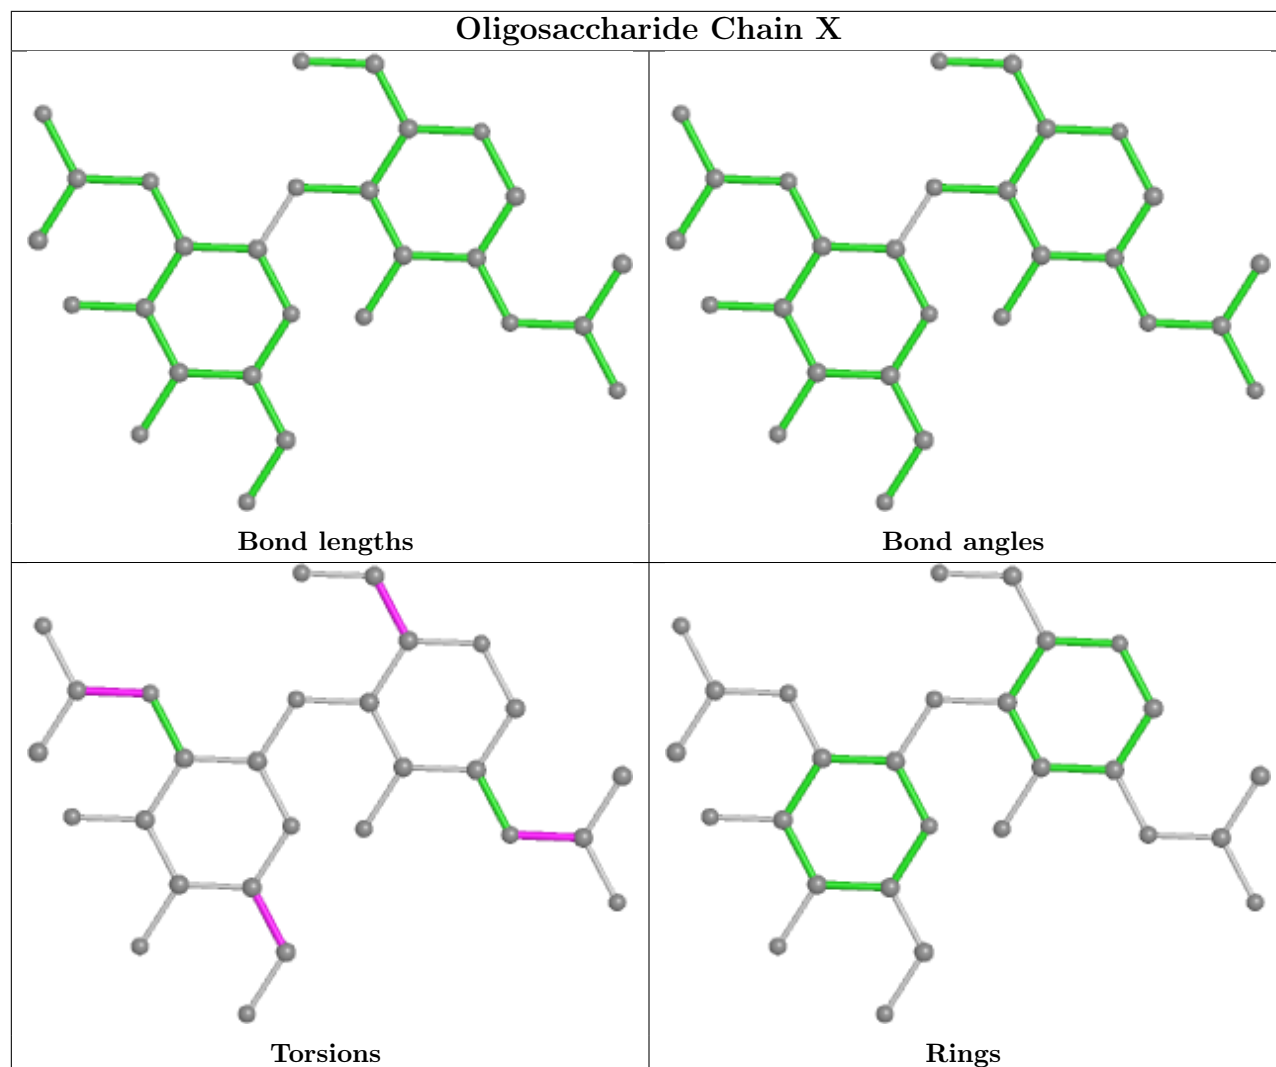 Oligosaccharide Chain X
Bond lengths
Bond angles
Torsions
Rings